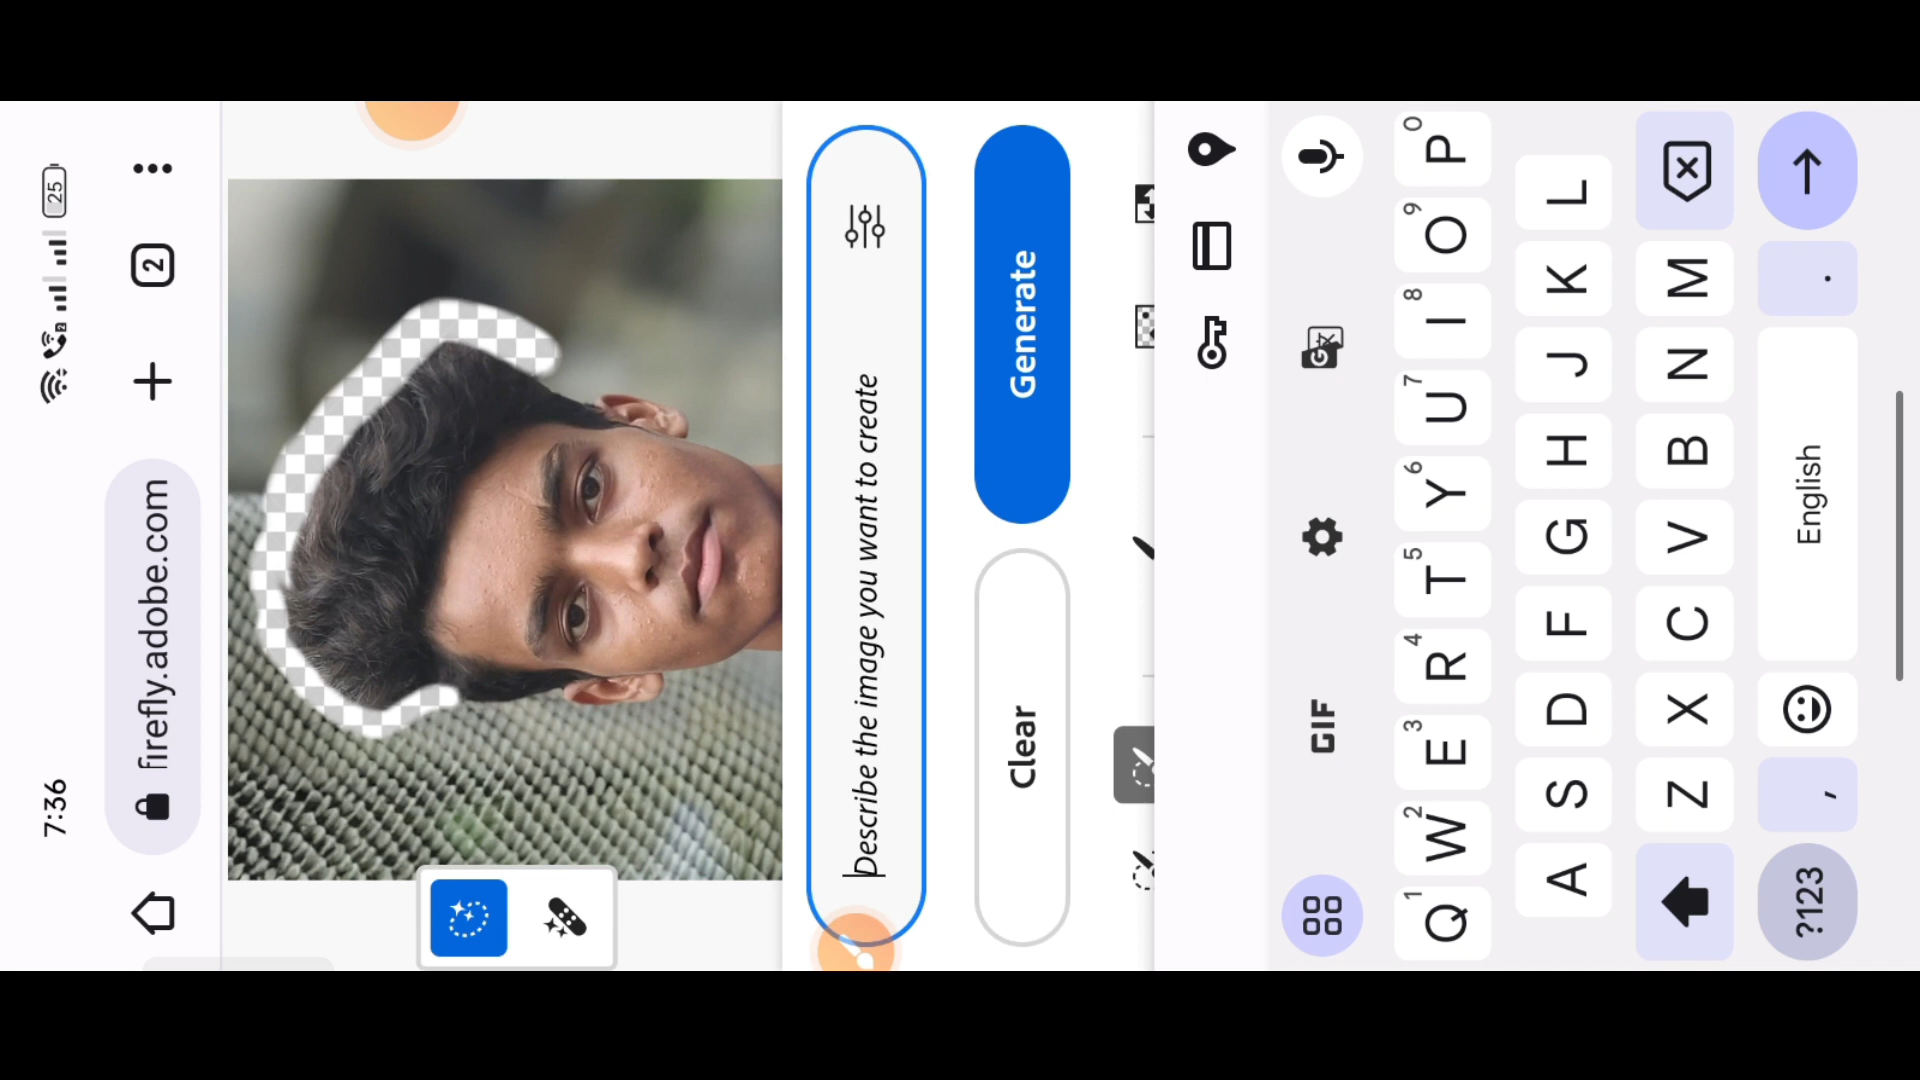 7:36
25
firefly.adobe.com
2
Describe the image you want to create
Clear
Generate
GIF
G
Q 1 W 2 E 3 R 4 T 5 Y 6 U 7 I 8 O 9 P 0
A S D F G H J K L
Z X C V B N M
?123 , English .